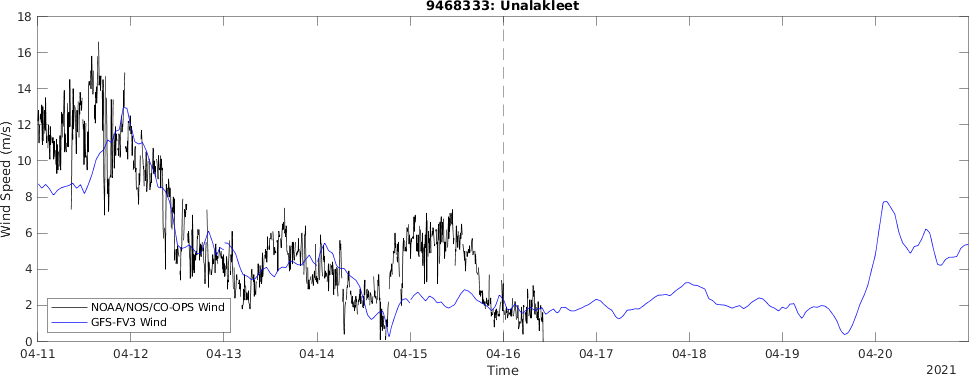 9468333: Unalakleet
Wind Speed (m/s)
18
16
14
12
10
8
6
4
2
0
NOAA/NOS/CO-OPS Wind
GFS-FV3 Wind
04-11 04-12 04-13 04-14 04-15 04-16 04-17 04-18 04-19 04-20
Time
2021